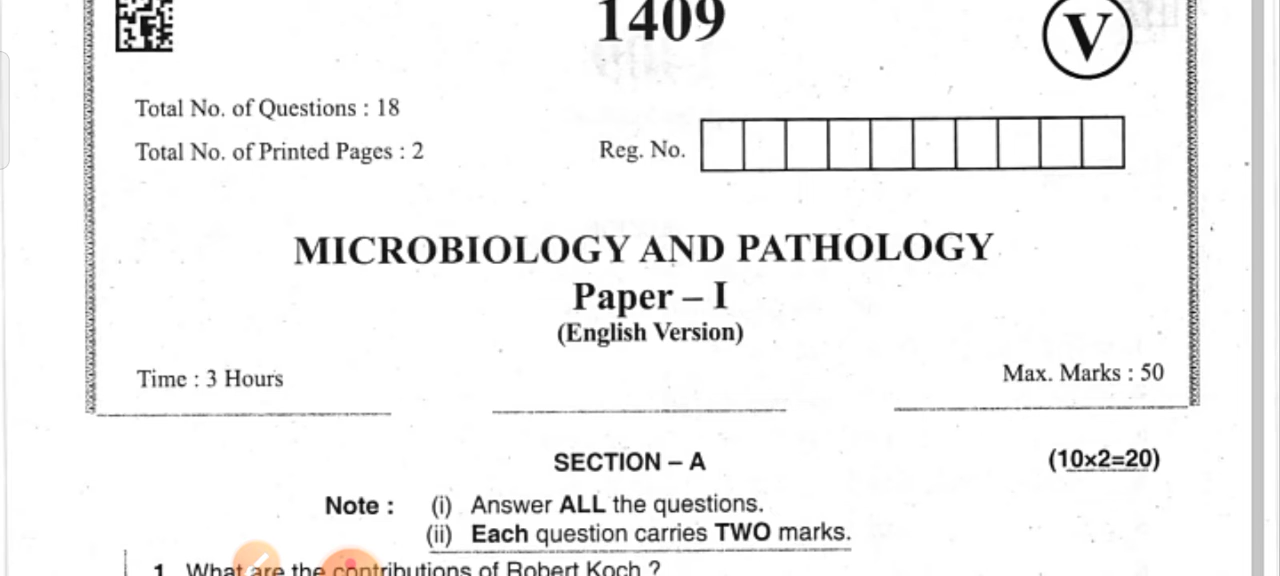 1409
V
Total No. of Questions : 18
Total No. of Printed Pages : 2
Reg. No.
MICROBIOLOGY AND PATHOLOGY
Paper – I
(English Version)
Time : 3 Hours
Max. Marks : 50
SECTION – A
(10x2=20)
Note : (i) Answer ALL the questions.
(ii) Each question carries TWO marks.
1. What are the contributions of Robert Koch ?